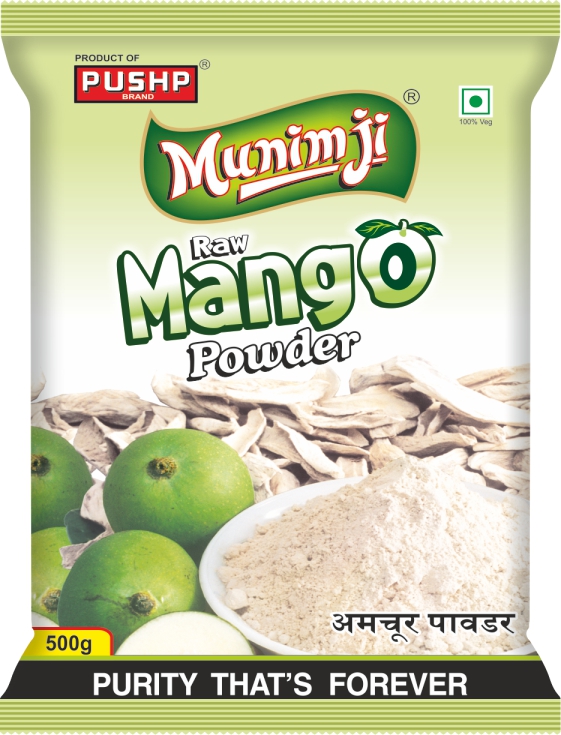 PRODUCT OF
PUSHP ®
BRAND
Munimji ®
100% Veg
Raw
Mango
Powder
अमचूर पावडर
500g
PURITY THAT'S FOREVER